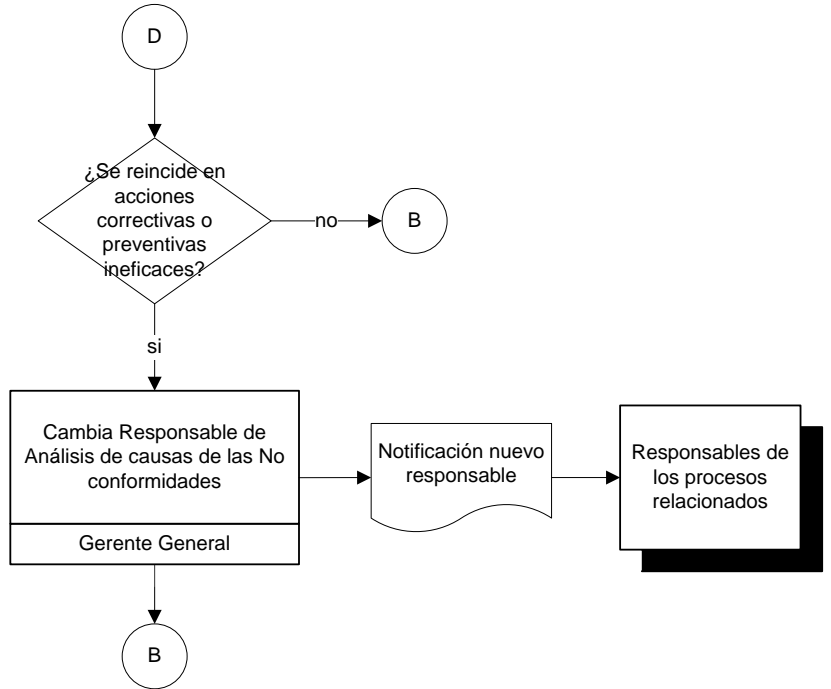 D
¿Se reincide en
acciones
correctivas o
preventivas
ineficaces?
no
B
si
Cambia Responsable de
Análisis de causas de las No
conformidades
Gerente General
Notificación nuevo
responsable
Responsables de
los procesos
relacionados
B